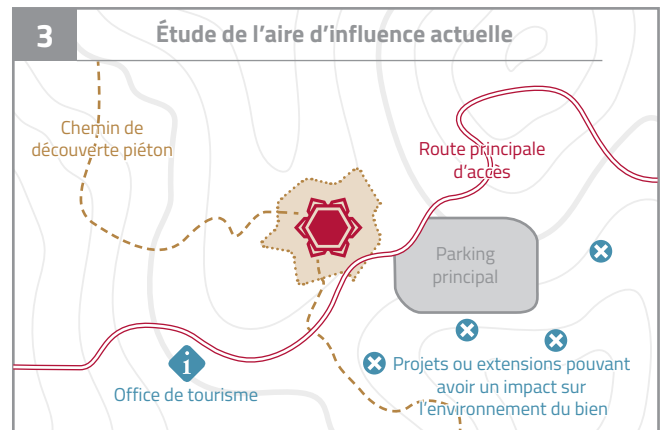 3
Étude de l’aire d’influence actuelle
Chemin de
découverte piéton
Route principale
d’accès
Parking
principal
i
Office de tourisme
Projets ou extensions pouvant
avoir un impact sur
l’environnement du bien